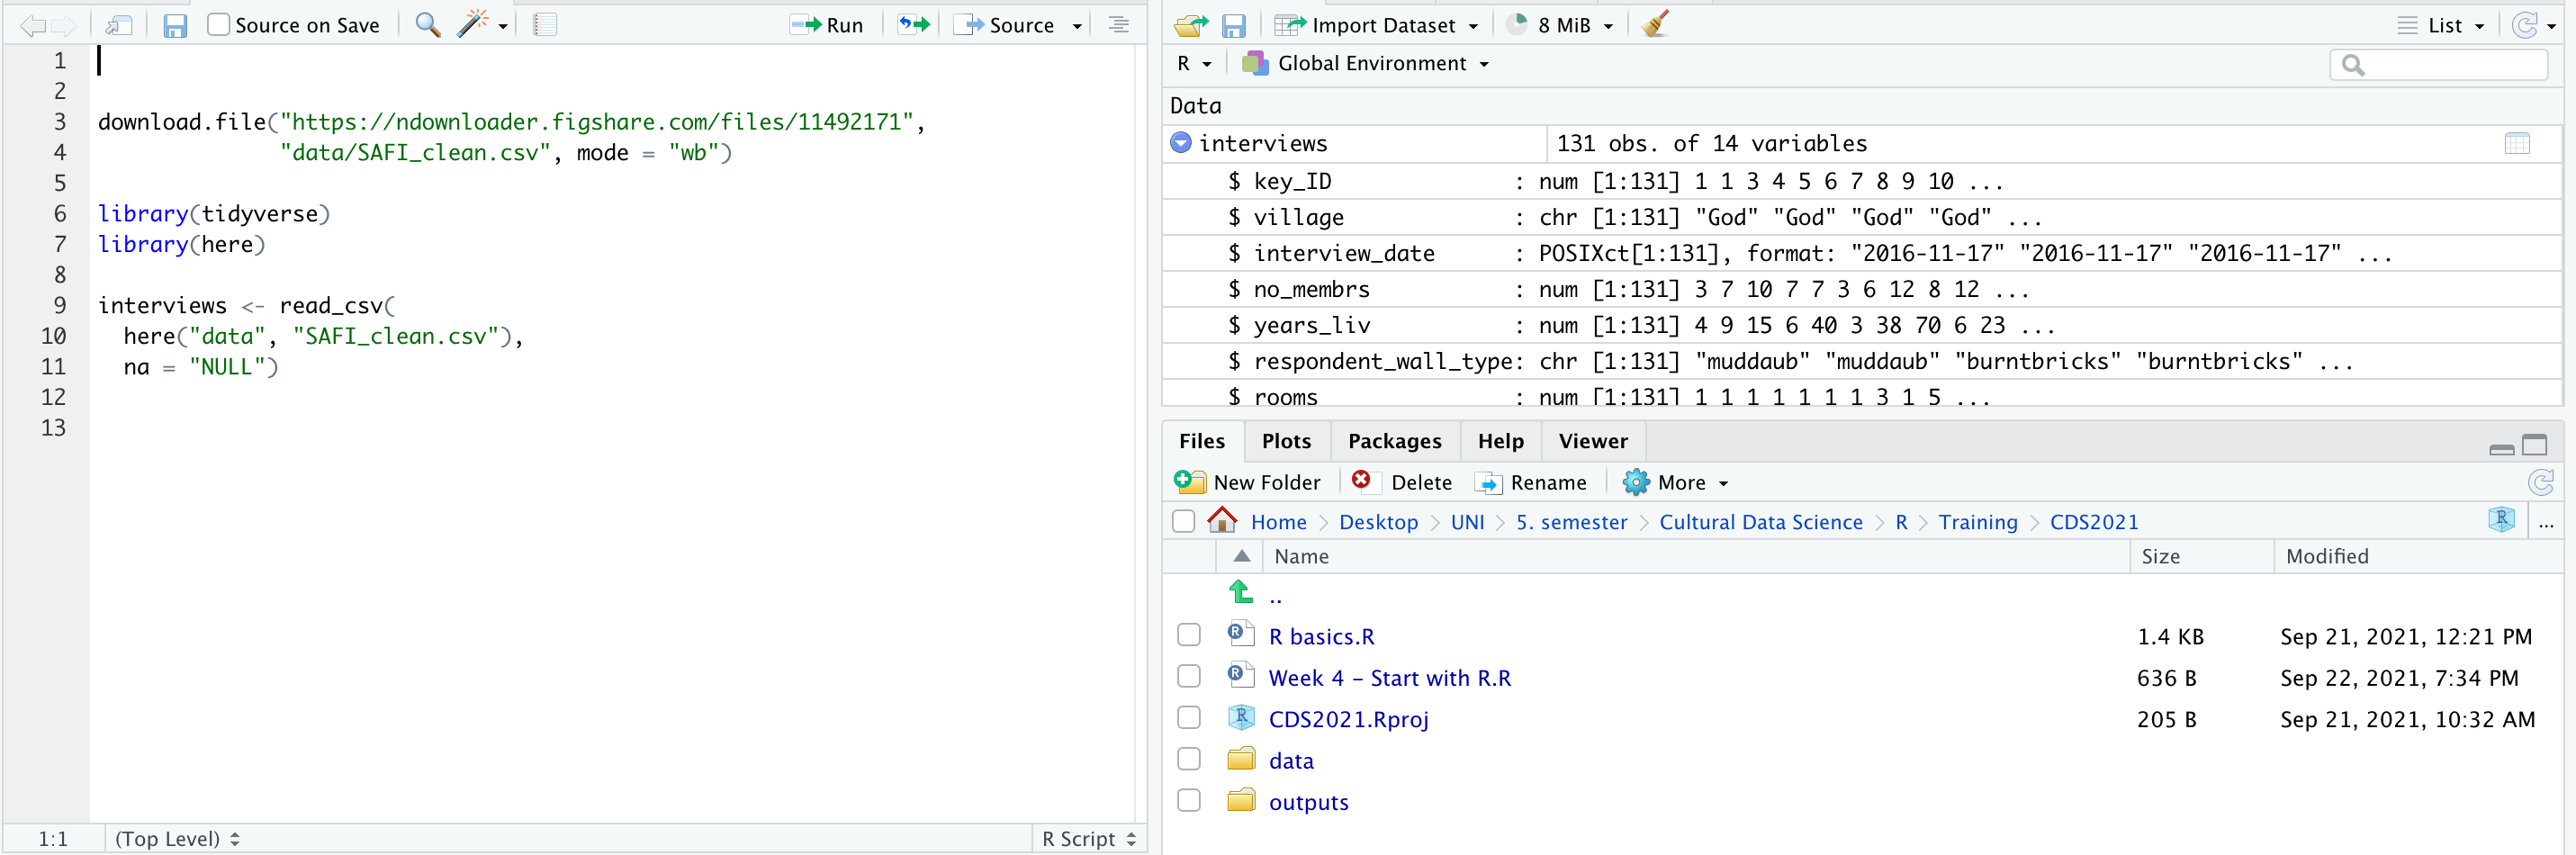 Source on Save Run Source
1
2
3 download.file("https://ndownloader.figshare.com/files/11492171",
4 "data/SAFI_clean.csv", mode = "wb")
5
6 library(tidyverse)
7 library(here)
8
9 interviews <- read_csv(
10 here("data", "SAFI_clean.csv"),
11 na = "NULL")
12
13
1:1 (Top Level) R Script
Import Dataset 8 MiB List
R Global Environment
Data
interviews 131 obs. of 14 variables
$ key_ID : num [1:131] 1 1 3 4 5 6 7 8 9 10 ...
$ village : chr [1:131] "God" "God" "God" "God" ...
$ interview_date : POSIXct[1:131], format: "2016-11-17" "2016-11-17" "2016-11-17" ...
$ no_membrs : num [1:131] 3 7 10 7 7 3 6 12 8 12 ...
$ years_liv : num [1:131] 4 9 15 6 40 3 38 70 6 23 ...
$ respondent_wall_type: chr [1:131] "muddaub" "muddaub" "burntbricks" "burntbricks" ...
$ rooms : num [1:131] 1 1 1 1 1 1 1 3 1 5 ...
Files Plots Packages Help Viewer
New Folder Delete Rename More
Home > Desktop > UNI > 5. semester > Cultural Data Science > R > Training > CDS2021 R ...
Name Size Modified
..
R basics.R 1.4 KB Sep 21, 2021, 12:21 PM
Week 4 – Start with R.R 636 B Sep 22, 2021, 7:34 PM
CDS2021.Rproj 205 B Sep 21, 2021, 10:32 AM
data
outputs